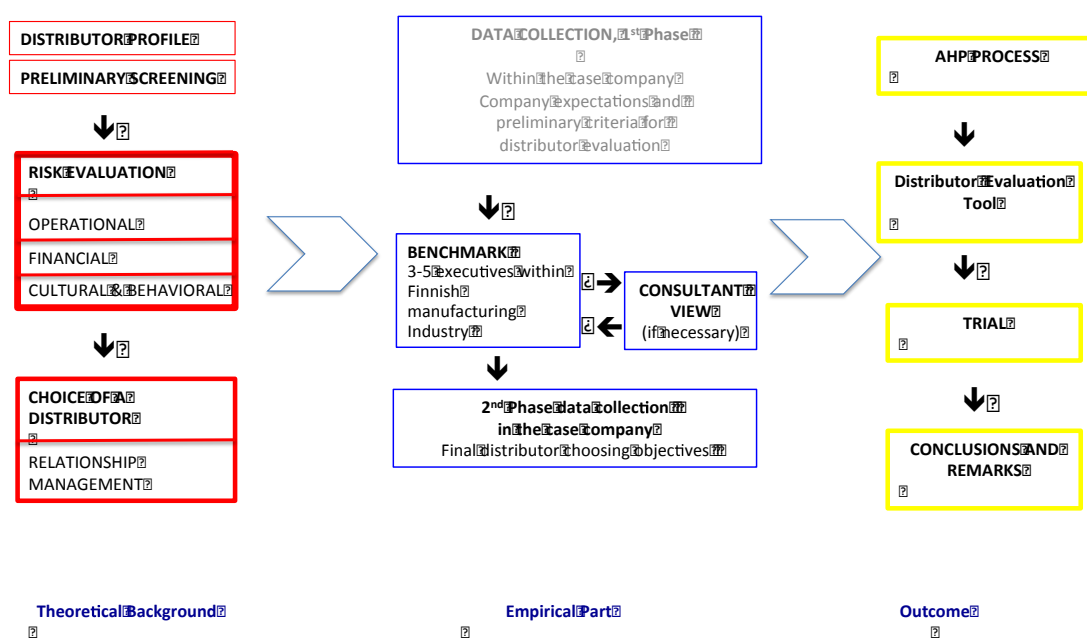 DISTRIBUTOR PROFILE
PRELIMINARY SCREENING
RISK EVALUATION
OPERATIONAL
FINANCIAL
CULTURAL & BEHAVIORAL
CHOICE OF A
DISTRIBUTOR
RELATIONSHIP
MANAGEMENT
Theoretical Background
DATA COLLECTION, 1st Phase
Within the case company
Company expectations and
preliminary criteria for
distributor evaluation
BENCHMARK
3-5 executives within
Finnish
manufacturing
Industry
CONSULTANT
VIEW
(if necessary)
2nd Phase data collection
in the case company
Final distributor choosing objectives
Empirical Part
AHP PROCESS
Distributor Evaluation
Tool
TRIAL
CONCLUSIONS AND
REMARKS
Outcome